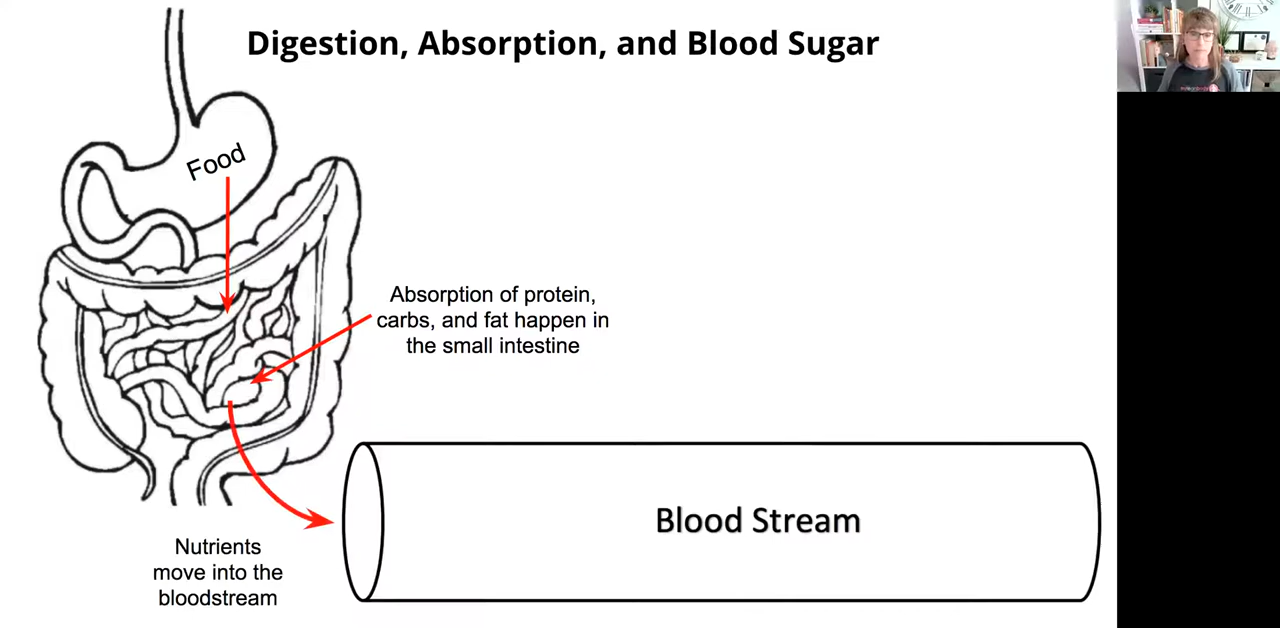 Digestion, Absorption, and Blood Sugar
Food
Absorption of protein,
carbs, and fat happen in
the small intestine
Blood Stream
Nutrients
move into the
bloodstream